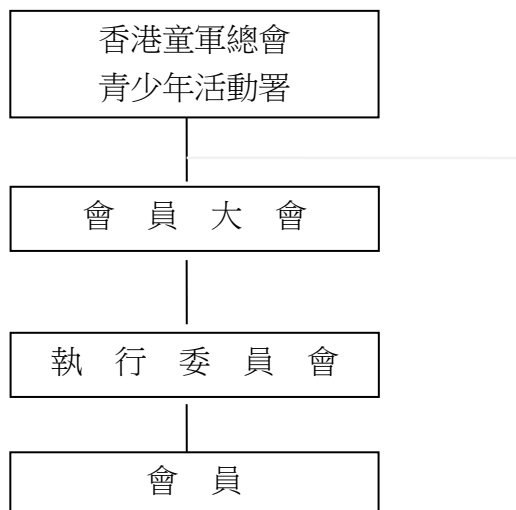 香港童軍總會
青少年活動署
會 員 大 會
執 行 委 員 會
會 員